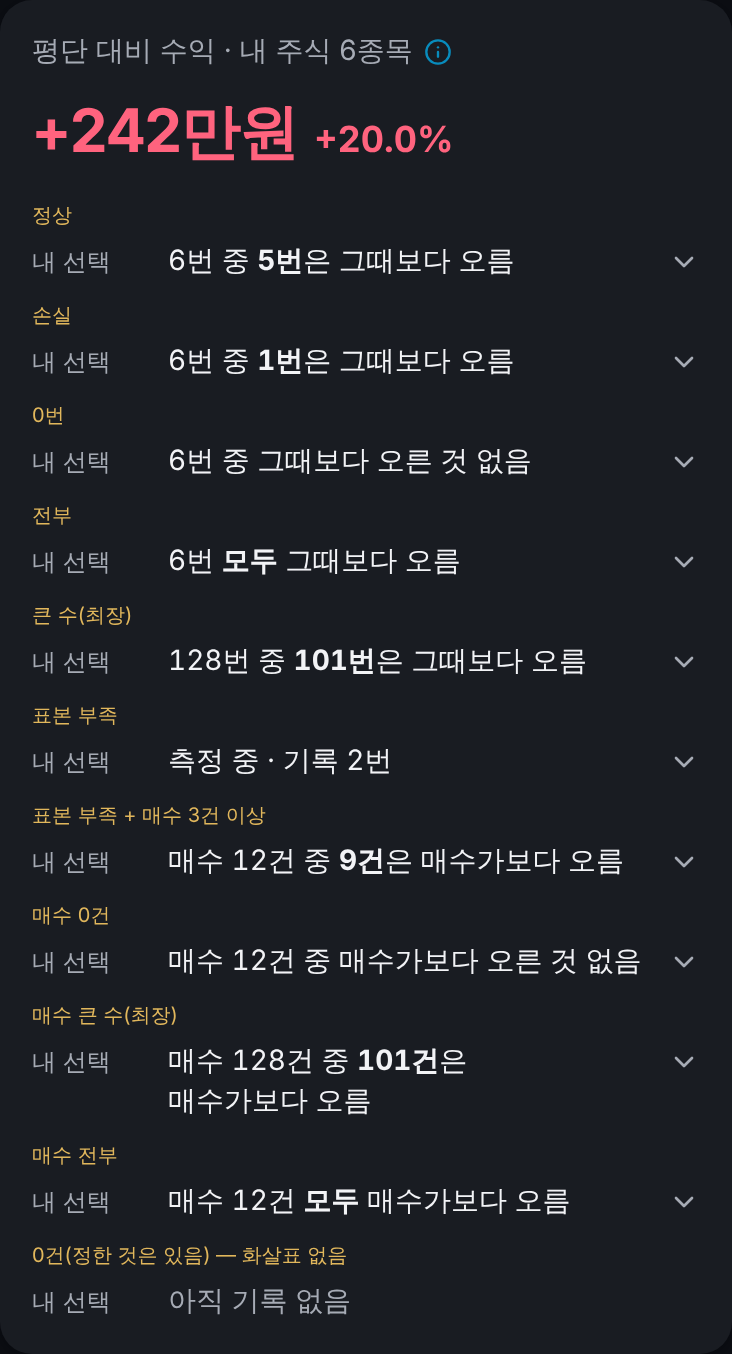 평단 대비 수익 · 내 주식 6종목
+242만원 +20.0%
정상
내 선택 6번 중 5번은 그때보다 오름
손실
내 선택 6번 중 1번은 그때보다 오름
0번
내 선택 6번 중 그때보다 오른 것 없음
전부
내 선택 6번 모두 그때보다 오름
큰 수(최장)
내 선택 128번 중 101번은 그때보다 오름
표본 부족
내 선택 측정 중 · 기록 2번
표본 부족 + 매수 3건 이상
내 선택 매수 12건 중 9건은 매수가보다 오름
매수 0건
내 선택 매수 12건 중 매수가보다 오른 것 없음
매수 큰 수(최장)
내 선택 매수 128건 중 101건은
매수가보다 오름
매수 전부
내 선택 매수 12건 모두 매수가보다 오름
0건(정한 것은 있음) — 화살표 없음
내 선택 아직 기록 없음